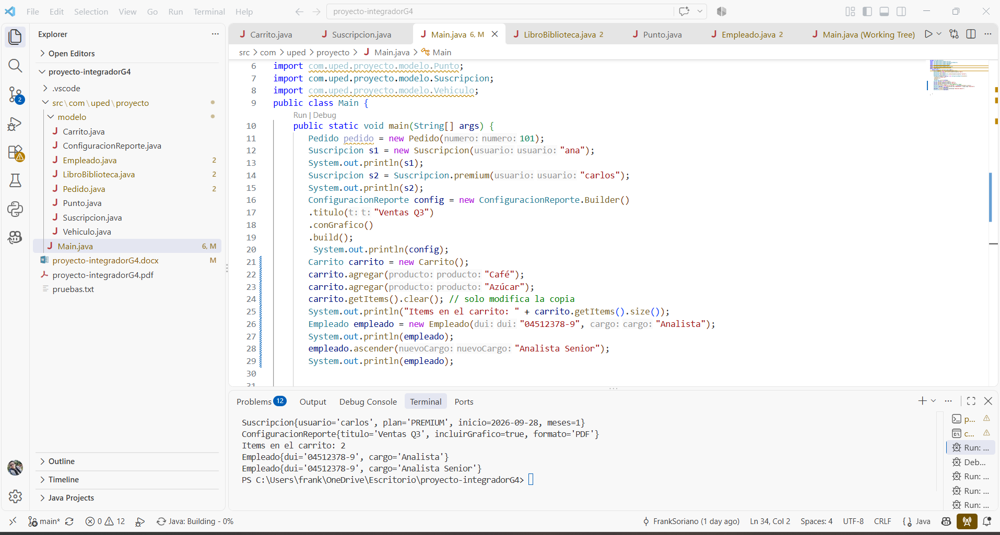 File Edit Selection View Go Run Terminal Help
proyecto-integradorG4
Explorer
Open Editors
proyecto-integradorG4
.vscode
src\com\uped\proyecto
modelo
Carrito.java
ConfiguracionReporte.java
Empleado.java 2
LibroBiblioteca.java 2
Pedido.java 2
Punto.java
Suscripcion.java
Vehiculo.java
Main.java 6, M
proyecto-integradorG4.docx M
proyecto-integradorG4.pdf
pruebas.txt
Outline
Timeline
Java Projects
2
Carrito.java Suscripcion.java Main.java 6, M LibroBiblioteca.java 2 Punto.java Empleado.java 2 Main.java (Working Tree)
src > com > uped > proyecto > Main.java > Main
6 import com.uped.proyecto.modelo.Punto;
7 import com.uped.proyecto.modelo.Suscripcion;
8 import com.uped.proyecto.modelo.Vehiculo;
9 public class Main {
Run | Debug
10 public static void main(String[] args) {
11 Pedido pedido = new Pedido(numero: numero: 101);
12 Suscripcion s1 = new Suscripcion(usuario: usuario: "ana");
13 System.out.println(s1);
14 Suscripcion s2 = Suscripcion.premium(usuario: usuario: "carlos");
15 System.out.println(s2);
16 ConfiguracionReporte config = new ConfiguracionReporte.Builder()
17 .titulo(t: t: "Ventas Q3")
18 .conGrafico()
19 .build();
20 System.out.println(config);
21 Carrito carrito = new Carrito();
22 carrito.agregar(producto: producto: "Café");
23 carrito.agregar(producto: producto: "Azúcar");
24 carrito.getItems().clear(); // solo modifica la copia
25 System.out.println("Items en el carrito: " + carrito.getItems().size());
26 Empleado empleado = new Empleado(dui: dui: "04512378-9", cargo: cargo: "Analista");
27 System.out.println(empleado);
28 empleado.ascender(nuevoCargo: nuevoCargo: "Analista Senior");
29 System.out.println(empleado);
30
31
Problems 12 Output Debug Console Terminal Ports
Suscripcion{usuario='carlos', plan='PREMIUM', inicio=2026-09-28, meses=1}
ConfiguracionReporte{titulo='Ventas Q3', incluirGrafico=true, formato='PDF'}
Items en el carrito: 2
Empleado{dui='04512378-9', cargo='Analista'}
Empleado{dui='04512378-9', cargo='Analista Senior'}
PS C:\Users\frank\OneDrive\Escritorio\proyecto-integradorG4>
p...
c...
Run: ...
Deb...
Run: ...
Run: ...
Run: ...
main* 0 12 Java: Building - 0% FrankSoriano (1 day ago) Ln 34, Col 2 Spaces: 4 UTF-8 CRLF {} Java